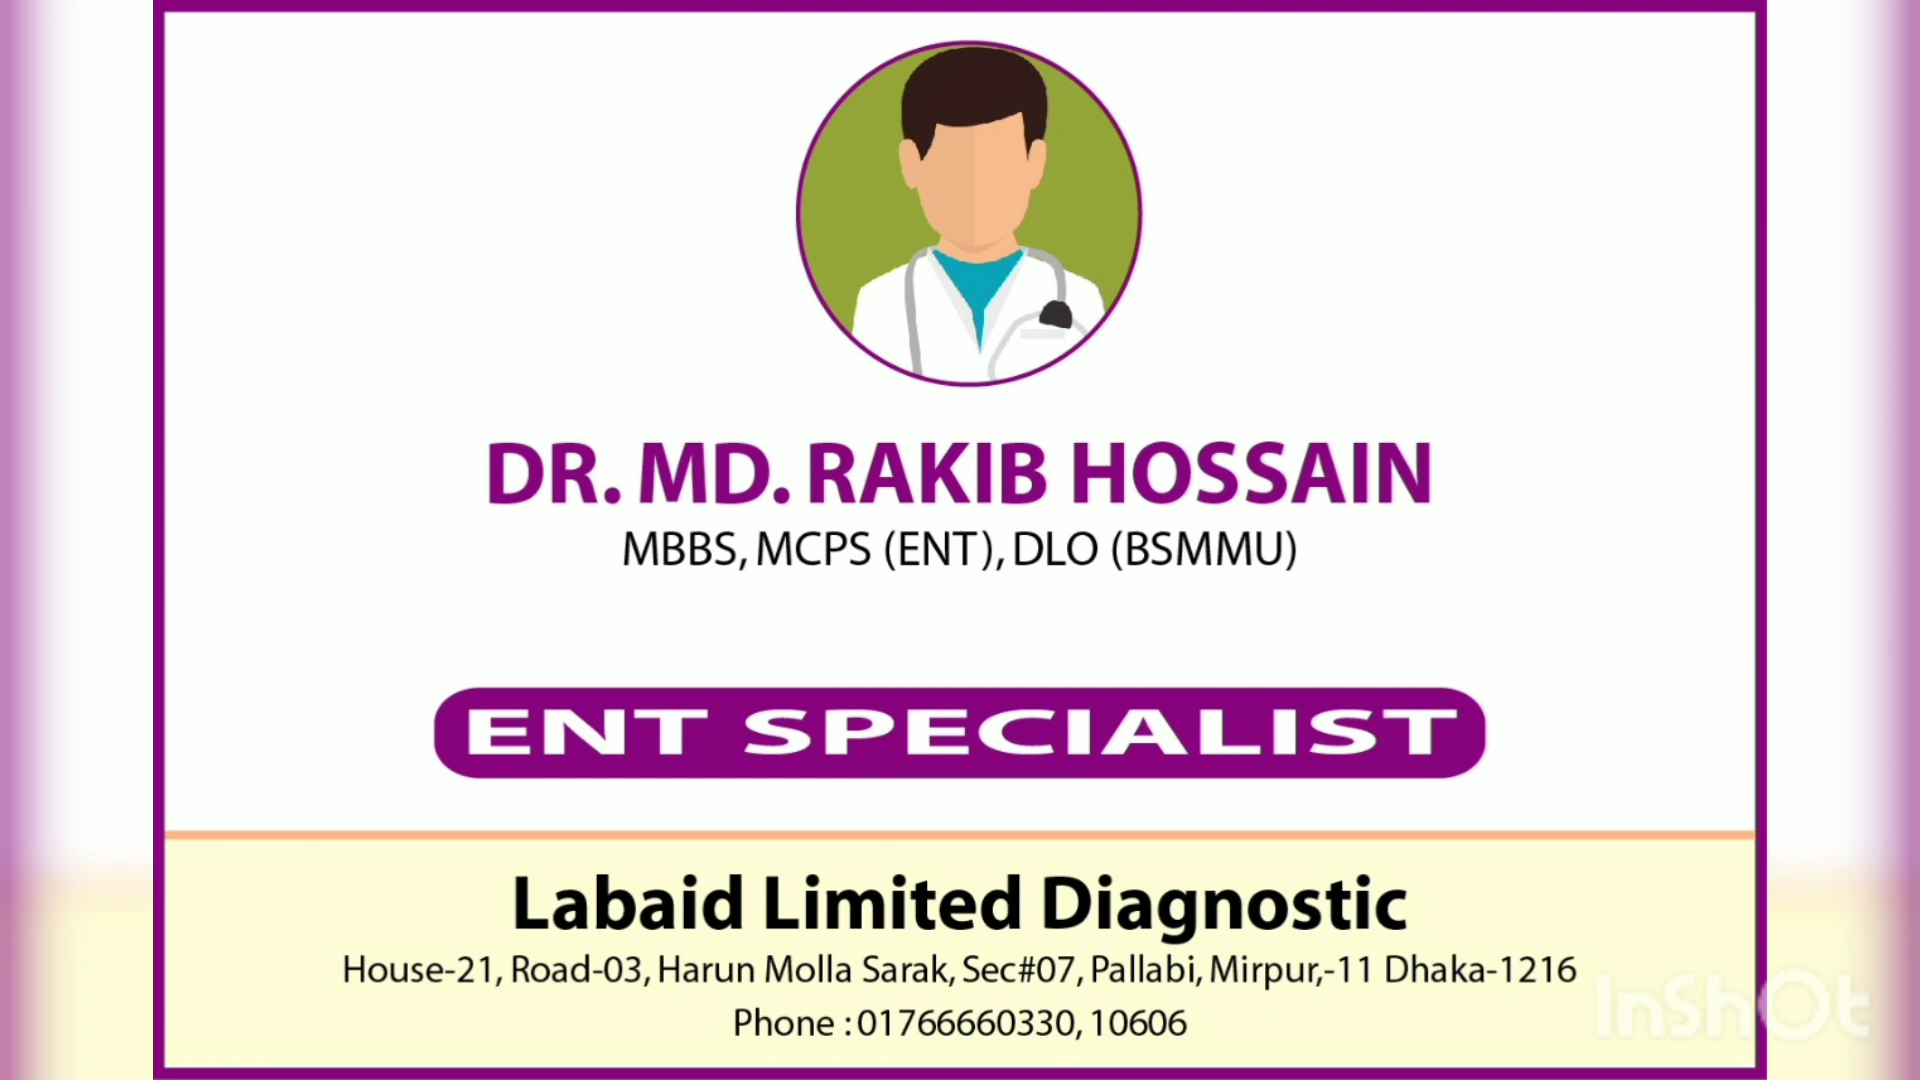 DR. MD. RAKIB HOSSAIN
MBBS, MCPS (ENT), DLO (BSMMU)
ENT SPECIALIST
Labaid Limited Diagnostic
House-21, Road-03, Harun Molla Sarak, Sec#07, Pallabi, Mirpur,-11 Dhaka-1216
Phone : 01766660330, 10606
InShOt